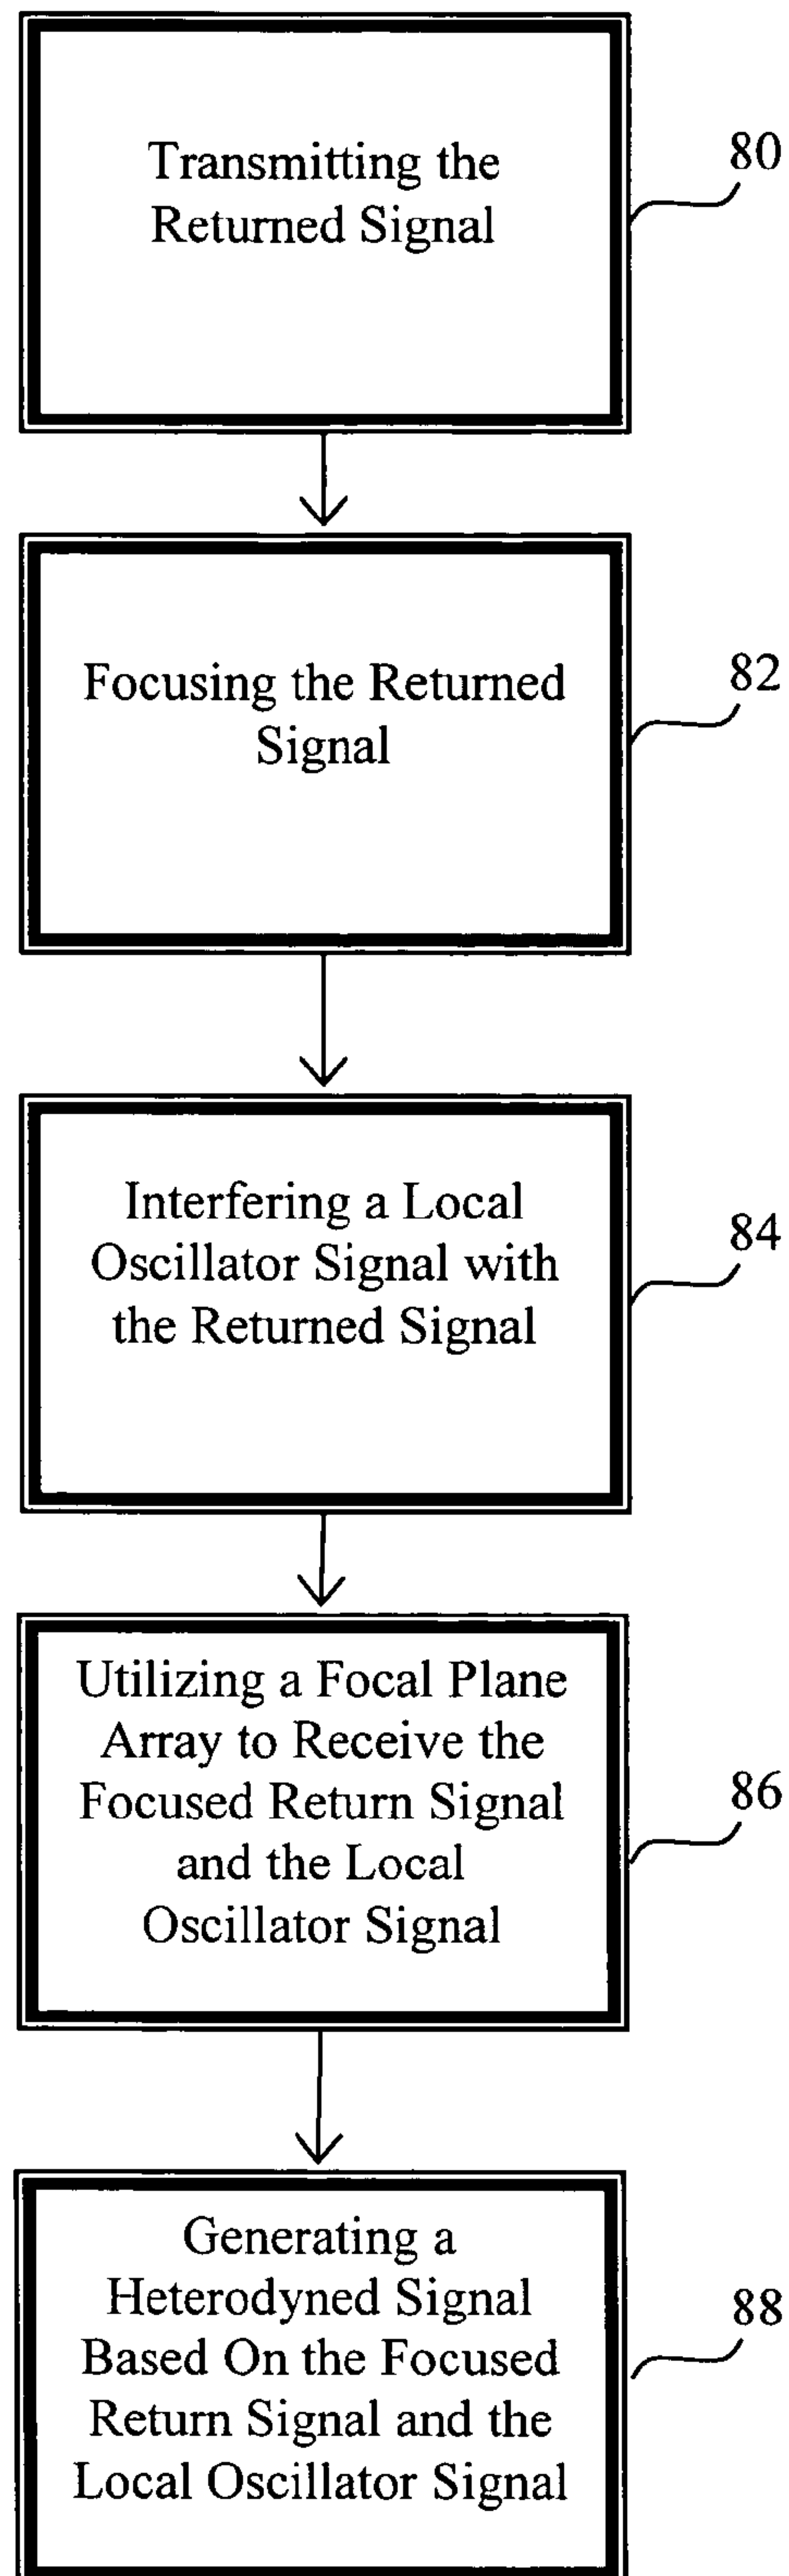 Transmitting the
Returned Signal
80
Focusing the Returned
Signal
82
Interfering a Local
Oscillator Signal with
the Returned Signal
84
Utilizing a Focal Plane
Array to Receive the
Focused Return Signal
and the Local
Oscillator Signal
86
Generating a
Heterodyned Signal
Based On the Focused
Return Signal and the
Local Oscillator Signal
88